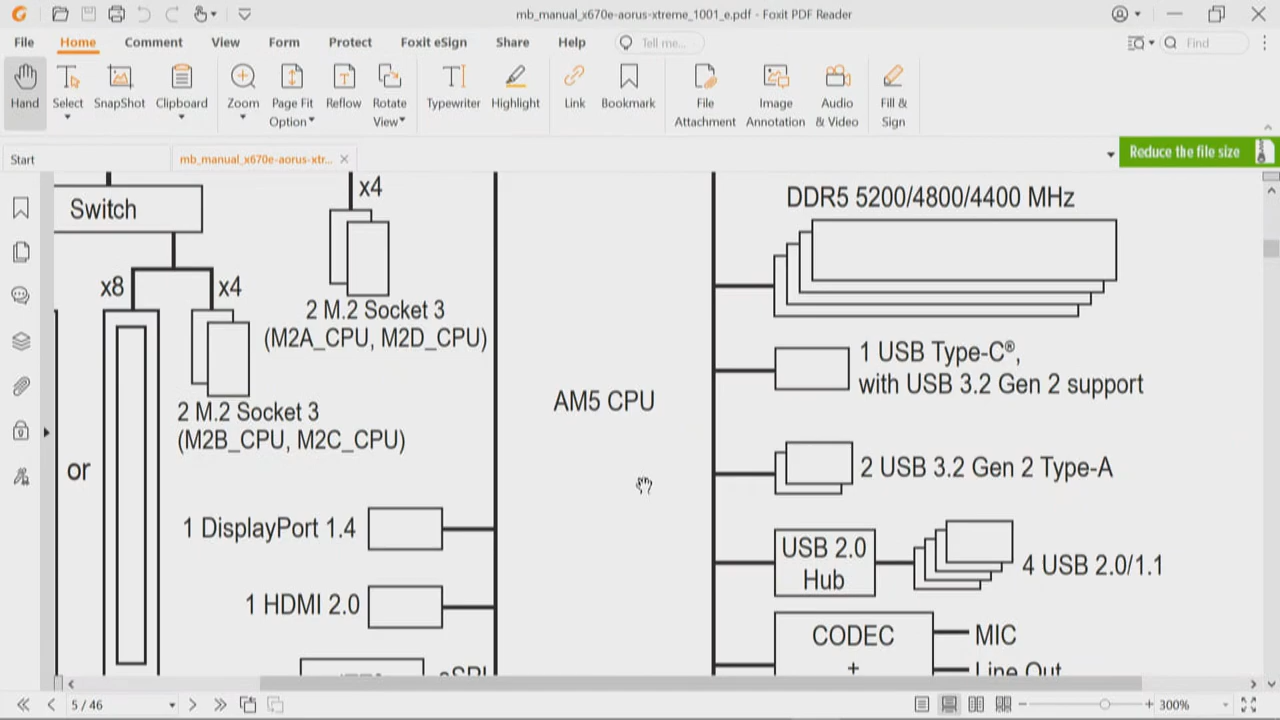 mb_manual_x670e-aorus-xtreme_1001_e.pdf - Foxit PDF Reader
File Home Comment View Form Protect Foxit eSign Share Help Tell me... Find
Hand Select SnapShot Clipboard Zoom Page Fit Option Reflow Rotate View Typewriter Highlight Link Bookmark File Attachment Image Annotation Audio & Video Fill & Sign
Start mb_manual_x670e-aorus-xtr... Reduce the file size
x4
Switch
DDR5 5200/4800/4400 MHz
x8 x4
2 M.2 Socket 3
(M2A_CPU, M2D_CPU)
1 USB Type-C®,
with USB 3.2 Gen 2 support
AM5 CPU
2 M.2 Socket 3
(M2B_CPU, M2C_CPU)
or
2 USB 3.2 Gen 2 Type-A
1 DisplayPort 1.4
USB 2.0
Hub
4 USB 2.0/1.1
1 HDMI 2.0
CODEC
+
MIC
Line Out
5 / 46
300%